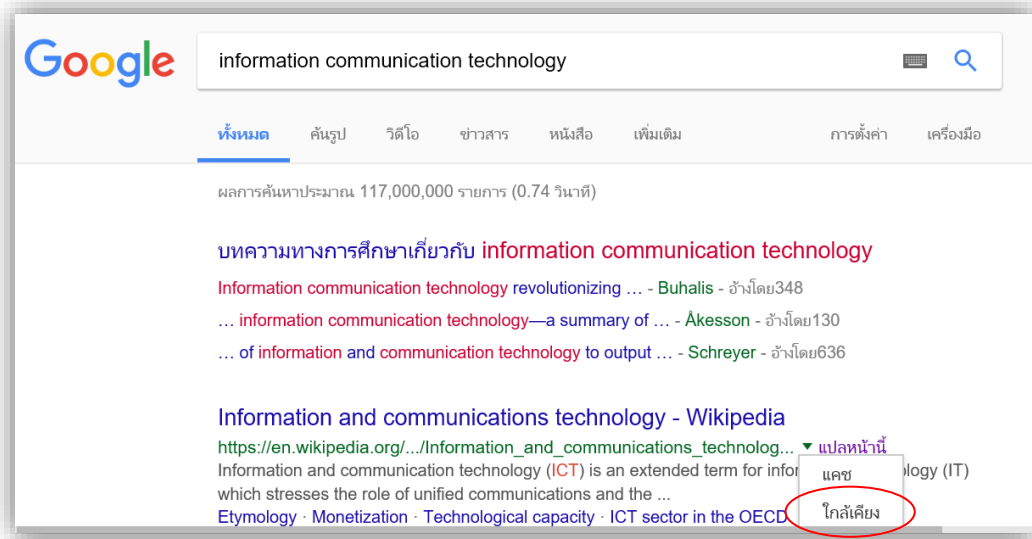 Google
information communication technology
ทั้งหมด ค้นรูป วิดีโอ ข่าวสาร หนังสือ เพิ่มเติม การตั้งค่า เครื่องมือ
ผลการค้นหาประมาณ 117,000,000 รายการ (0.74 วินาที)
บทความทางการศึกษาเกี่ยวกับ information communication technology
Information communication technology revolutionizing … - Buhalis - อ้างโดย348
… information communication technology—a summary of … - Åkesson - อ้างโดย130
… of information and communication technology to output … - Schreyer - อ้างโดย636
Information and communications technology - Wikipedia
https://en.wikipedia.org/.../Information_and_communications_technolog... แปลหน้านี้
Information and communication technology (ICT) is an extended term for infor logy (IT)
แคช
which stresses the role of unified communications and the ...
Etymology · Monetization · Technological capacity · ICT sector in the OECD
ใกล้เคียง